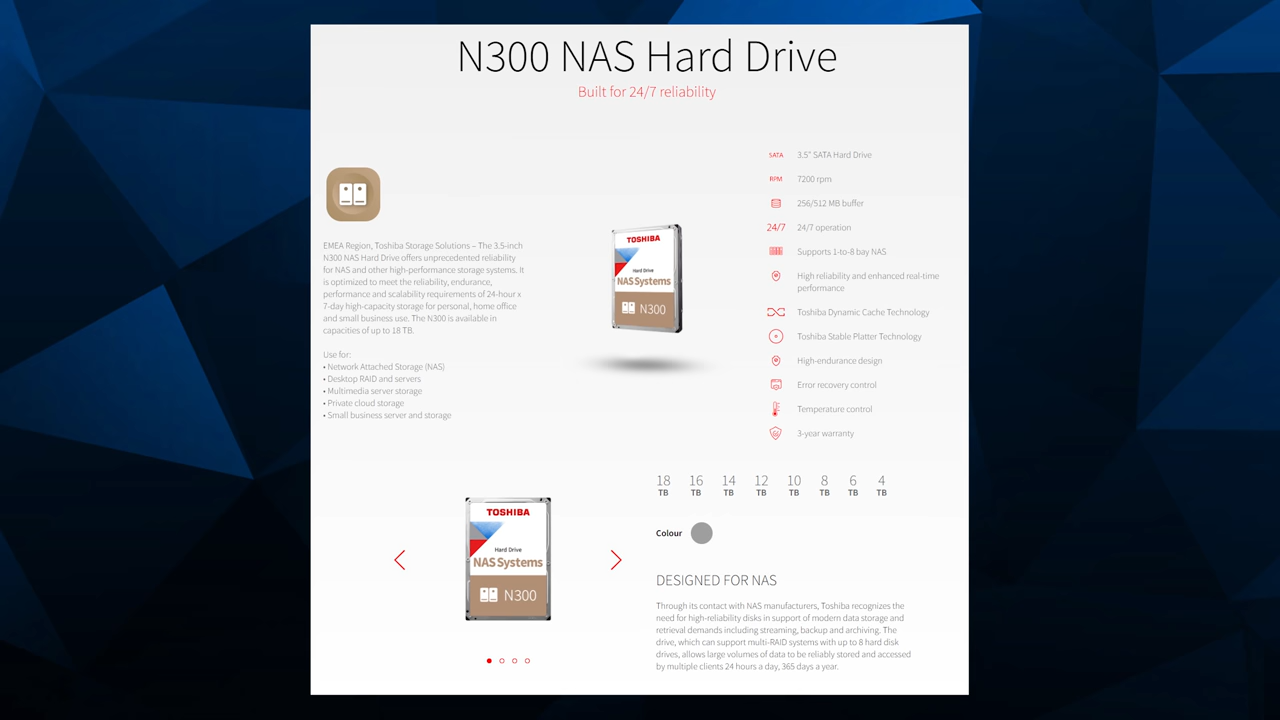 N300 NAS Hard Drive
Built for 24/7 reliability
EMEA Region, Toshiba Storage Solutions – The 3.5-inch
N300 NAS Hard Drive offers unprecedented reliability
for NAS and other high-performance storage systems. It
is optimized to meet the reliability, endurance,
performance and scalability requirements of 24-hour x
7-day high-capacity storage for personal, home office
and small business use. The N300 is available in
capacities of up to 18 TB.
Use for:
• Network Attached Storage (NAS)
• Desktop RAID and servers
• Multimedia server storage
• Private cloud storage
• Small business server and storage
TOSHIBA
Hard Drive
NAS Systems
N300
SATA 3.5" SATA Hard Drive
RPM 7200 rpm
256/512 MB buffer
24/7 24/7 operation
Supports 1-to-8 bay NAS
High reliability and enhanced real-time
performance
Toshiba Dynamic Cache Technology
Toshiba Stable Platter Technology
High-endurance design
Error recovery control
Temperature control
3-year warranty
TOSHIBA
Hard Drive
NAS Systems
N300
18 16 14 12 10 8 6 4
TB TB TB TB TB TB TB TB
Colour
DESIGNED FOR NAS
Through its contact with NAS manufacturers, Toshiba recognizes the
need for high-reliability disks in support of modern data storage and
retrieval demands including streaming, backup and archiving. The
drive, which can support multi-RAID systems with up to 8 hard disk
drives, allows large volumes of data to be reliably stored and accessed
by multiple clients 24 hours a day, 365 days a year.